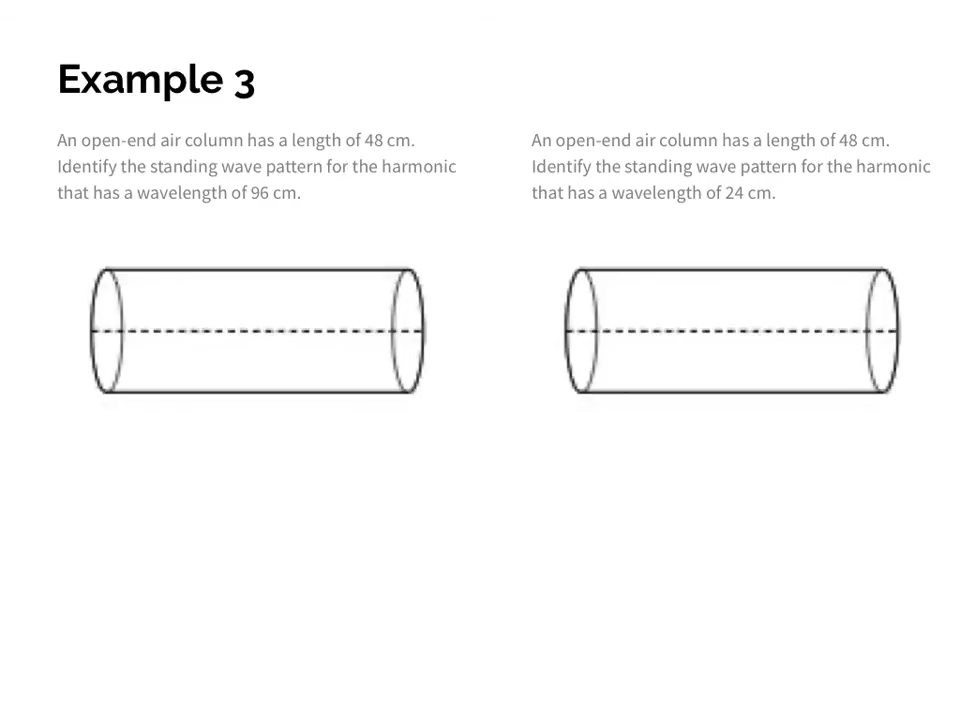 Example 3
An open-end air column has a length of 48 cm.
Identify the standing wave pattern for the harmonic
that has a wavelength of 96 cm.
An open-end air column has a length of 48 cm.
Identify the standing wave pattern for the harmonic
that has a wavelength of 24 cm.